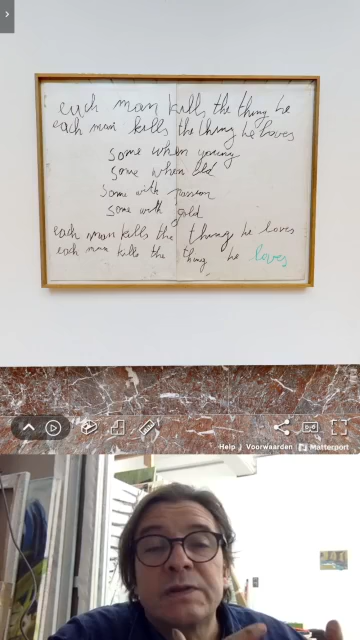 each man kills the thing he
each man kills the thing he loves
some when young
some when old
some with passion
some with gold
each man kills the thing he loves
each man kills the thing he loves
Help | Voorwaarden | Matterport